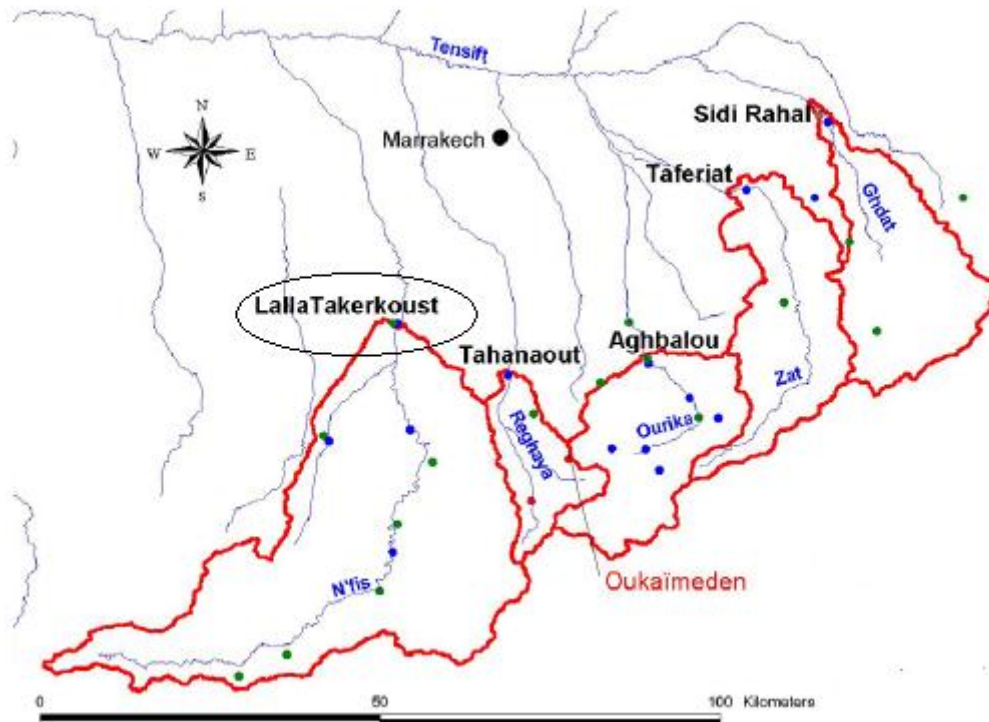 Tensift
N
W
E
S
Marrakech
Sidi Rahal
Taferiat
Ghdat
LallaTakerkoust
Tahanaout
Aghbalou
Zat
Reghaya
Ourika
Oukaïmeden
N'fis
0 50 100 Kilometers